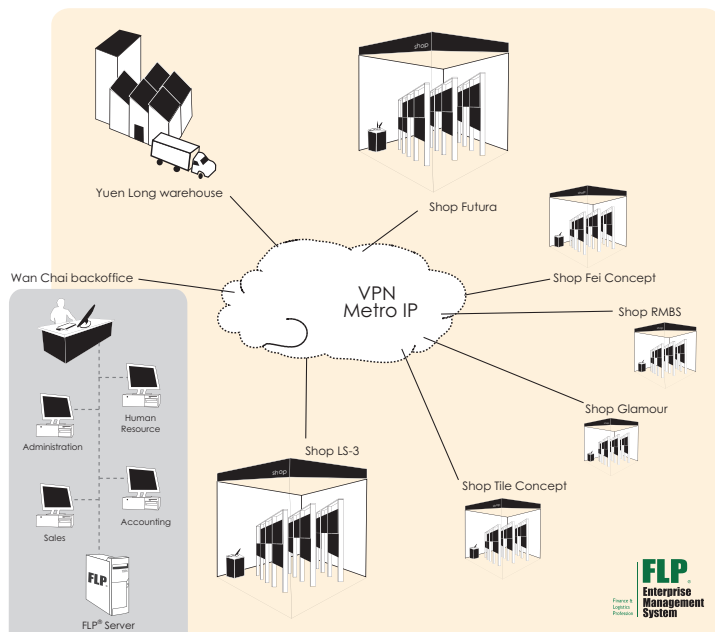 shop
Yuen Long warehouse
Shop Futura
Wan Chai backoffice
VPN
Metro IP
Shop Fei Concept
Shop RMBS
Shop Glamour
Shop LS-3
shop
Shop Tile Concept
Human
Resource
Administration
Accounting
Sales
FLP
FLP® Server
FLP®
Finance &
Logistics
Profession
Enterprise
Management
System